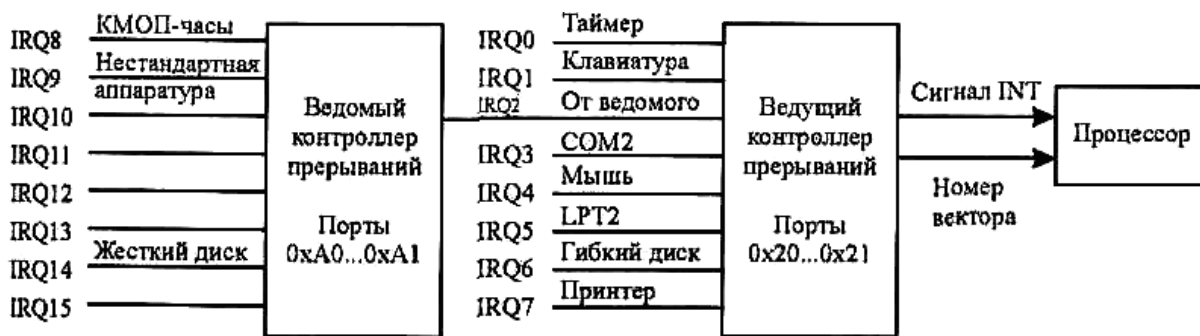 IRQ8 КМОП-часы
IRQ9 Нестандартная
аппаратура
IRQ10
IRQ11
IRQ12
IRQ13
IRQ14 Жесткий диск
IRQ15
Ведомый
контроллер
прерываний
Порты
0xA0...0xA1
IRQ0 Таймер
IRQ1 Клавиатура
IRQ2 От ведомого
IRQ3 COM2
IRQ4 Мышь
IRQ5 LPT2
IRQ6 Гибкий диск
IRQ7 Принтер
Ведущий
контроллер
прерываний
Порты
0x20...0x21
Сигнал INT
Номер
вектора
Процессор